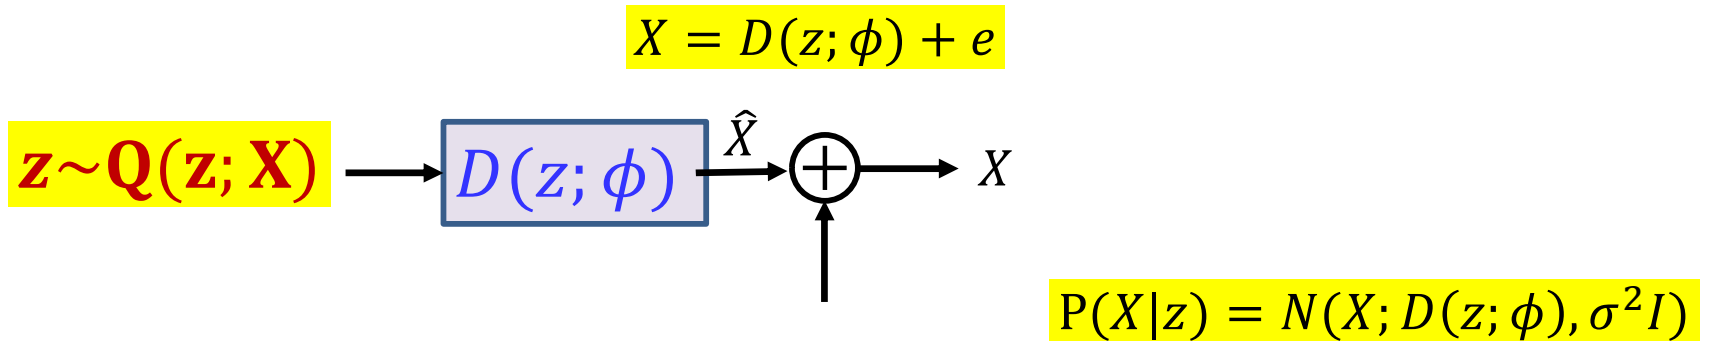 X = D(z; ϕ) + e
z~Q(z; X)
D(z; ϕ)
X̂
+
X
P(X|z) = N(X; D(z; ϕ), σ²I)